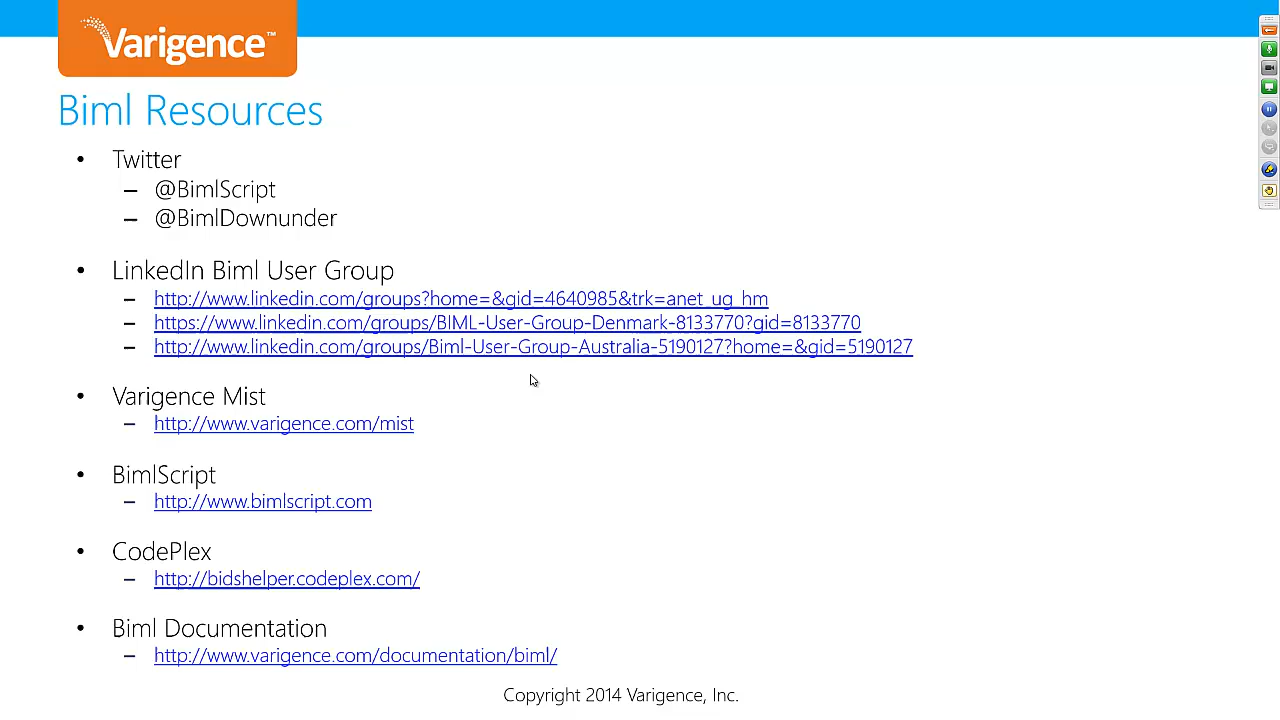 Varigence™
Biml Resources
• Twitter
– @BimlScript
– @BimlDownunder
• LinkedIn Biml User Group
– http://www.linkedin.com/groups?home=&gid=4640985&trk=anet_ug_hm
– https://www.linkedin.com/groups/BIML-User-Group-Denmark-8133770?gid=8133770
– http://www.linkedin.com/groups/Biml-User-Group-Australia-5190127?home=&gid=5190127
• Varigence Mist
– http://www.varigence.com/mist
• BimlScript
– http://www.bimlscript.com
• CodePlex
– http://bidshelper.codeplex.com/
• Biml Documentation
– http://www.varigence.com/documentation/biml/
Copyright 2014 Varigence, Inc.